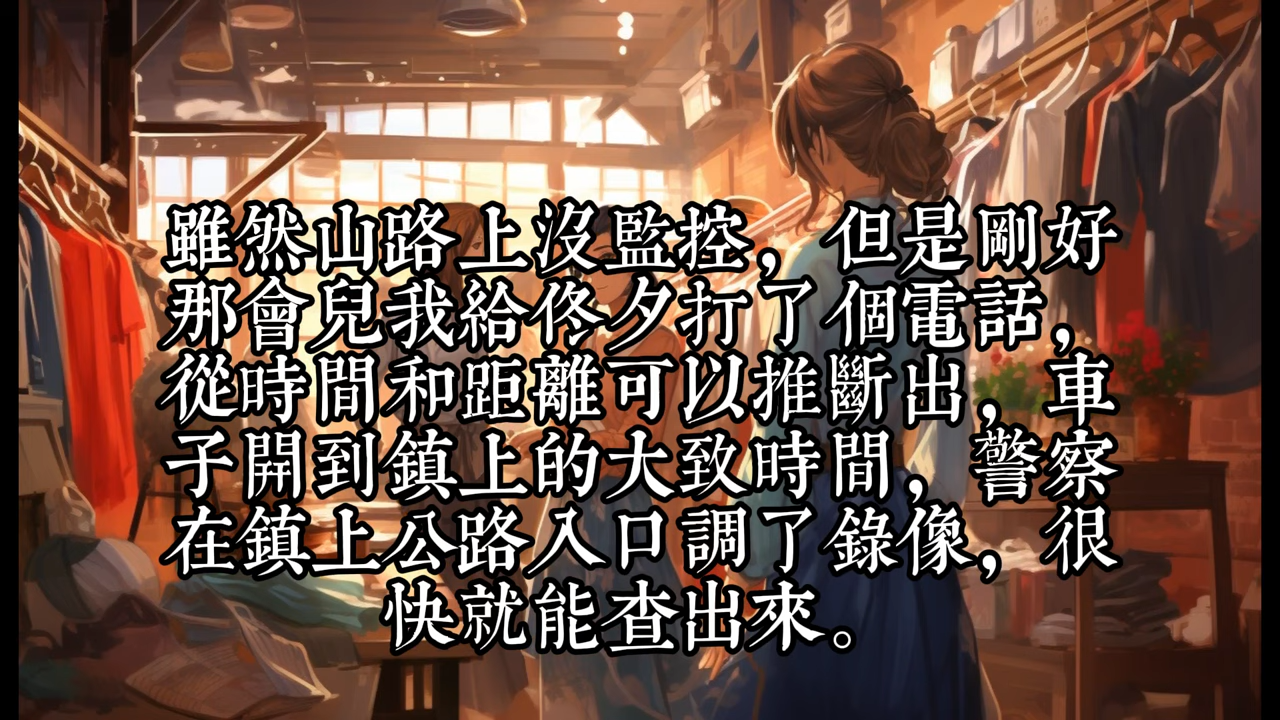 雖然山路上沒監控，但是剛好
那會兒我給佟夕打了個電話，
從時間和距離可以推斷出，車
子開到鎮上的大致時間，警察
在鎮上公路入口調了錄像，很
快就能查出來。